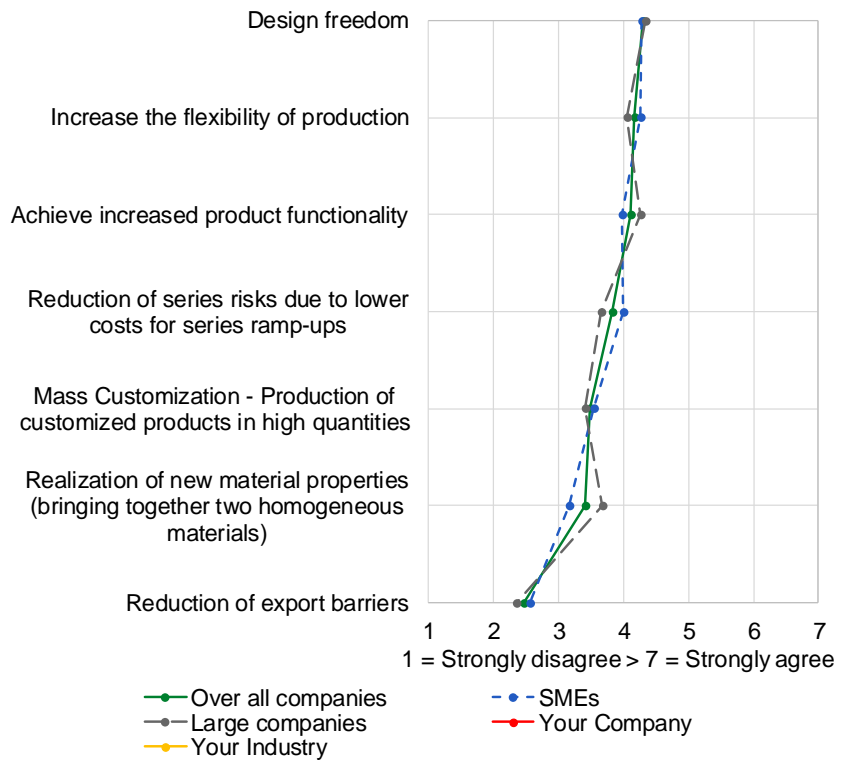 Design freedom
Increase the flexibility of production
Achieve increased product functionality
Reduction of series risks due to lower
costs for series ramp-ups
Mass Customization - Production of
customized products in high quantities
Realization of new material properties
(bringing together two homogeneous
materials)
Reduction of export barriers
1 2 3 4 5 6 7
1 = Strongly disagree > 7 = Strongly agree
Over all companies SMEs
Large companies Your Company
Your Industry